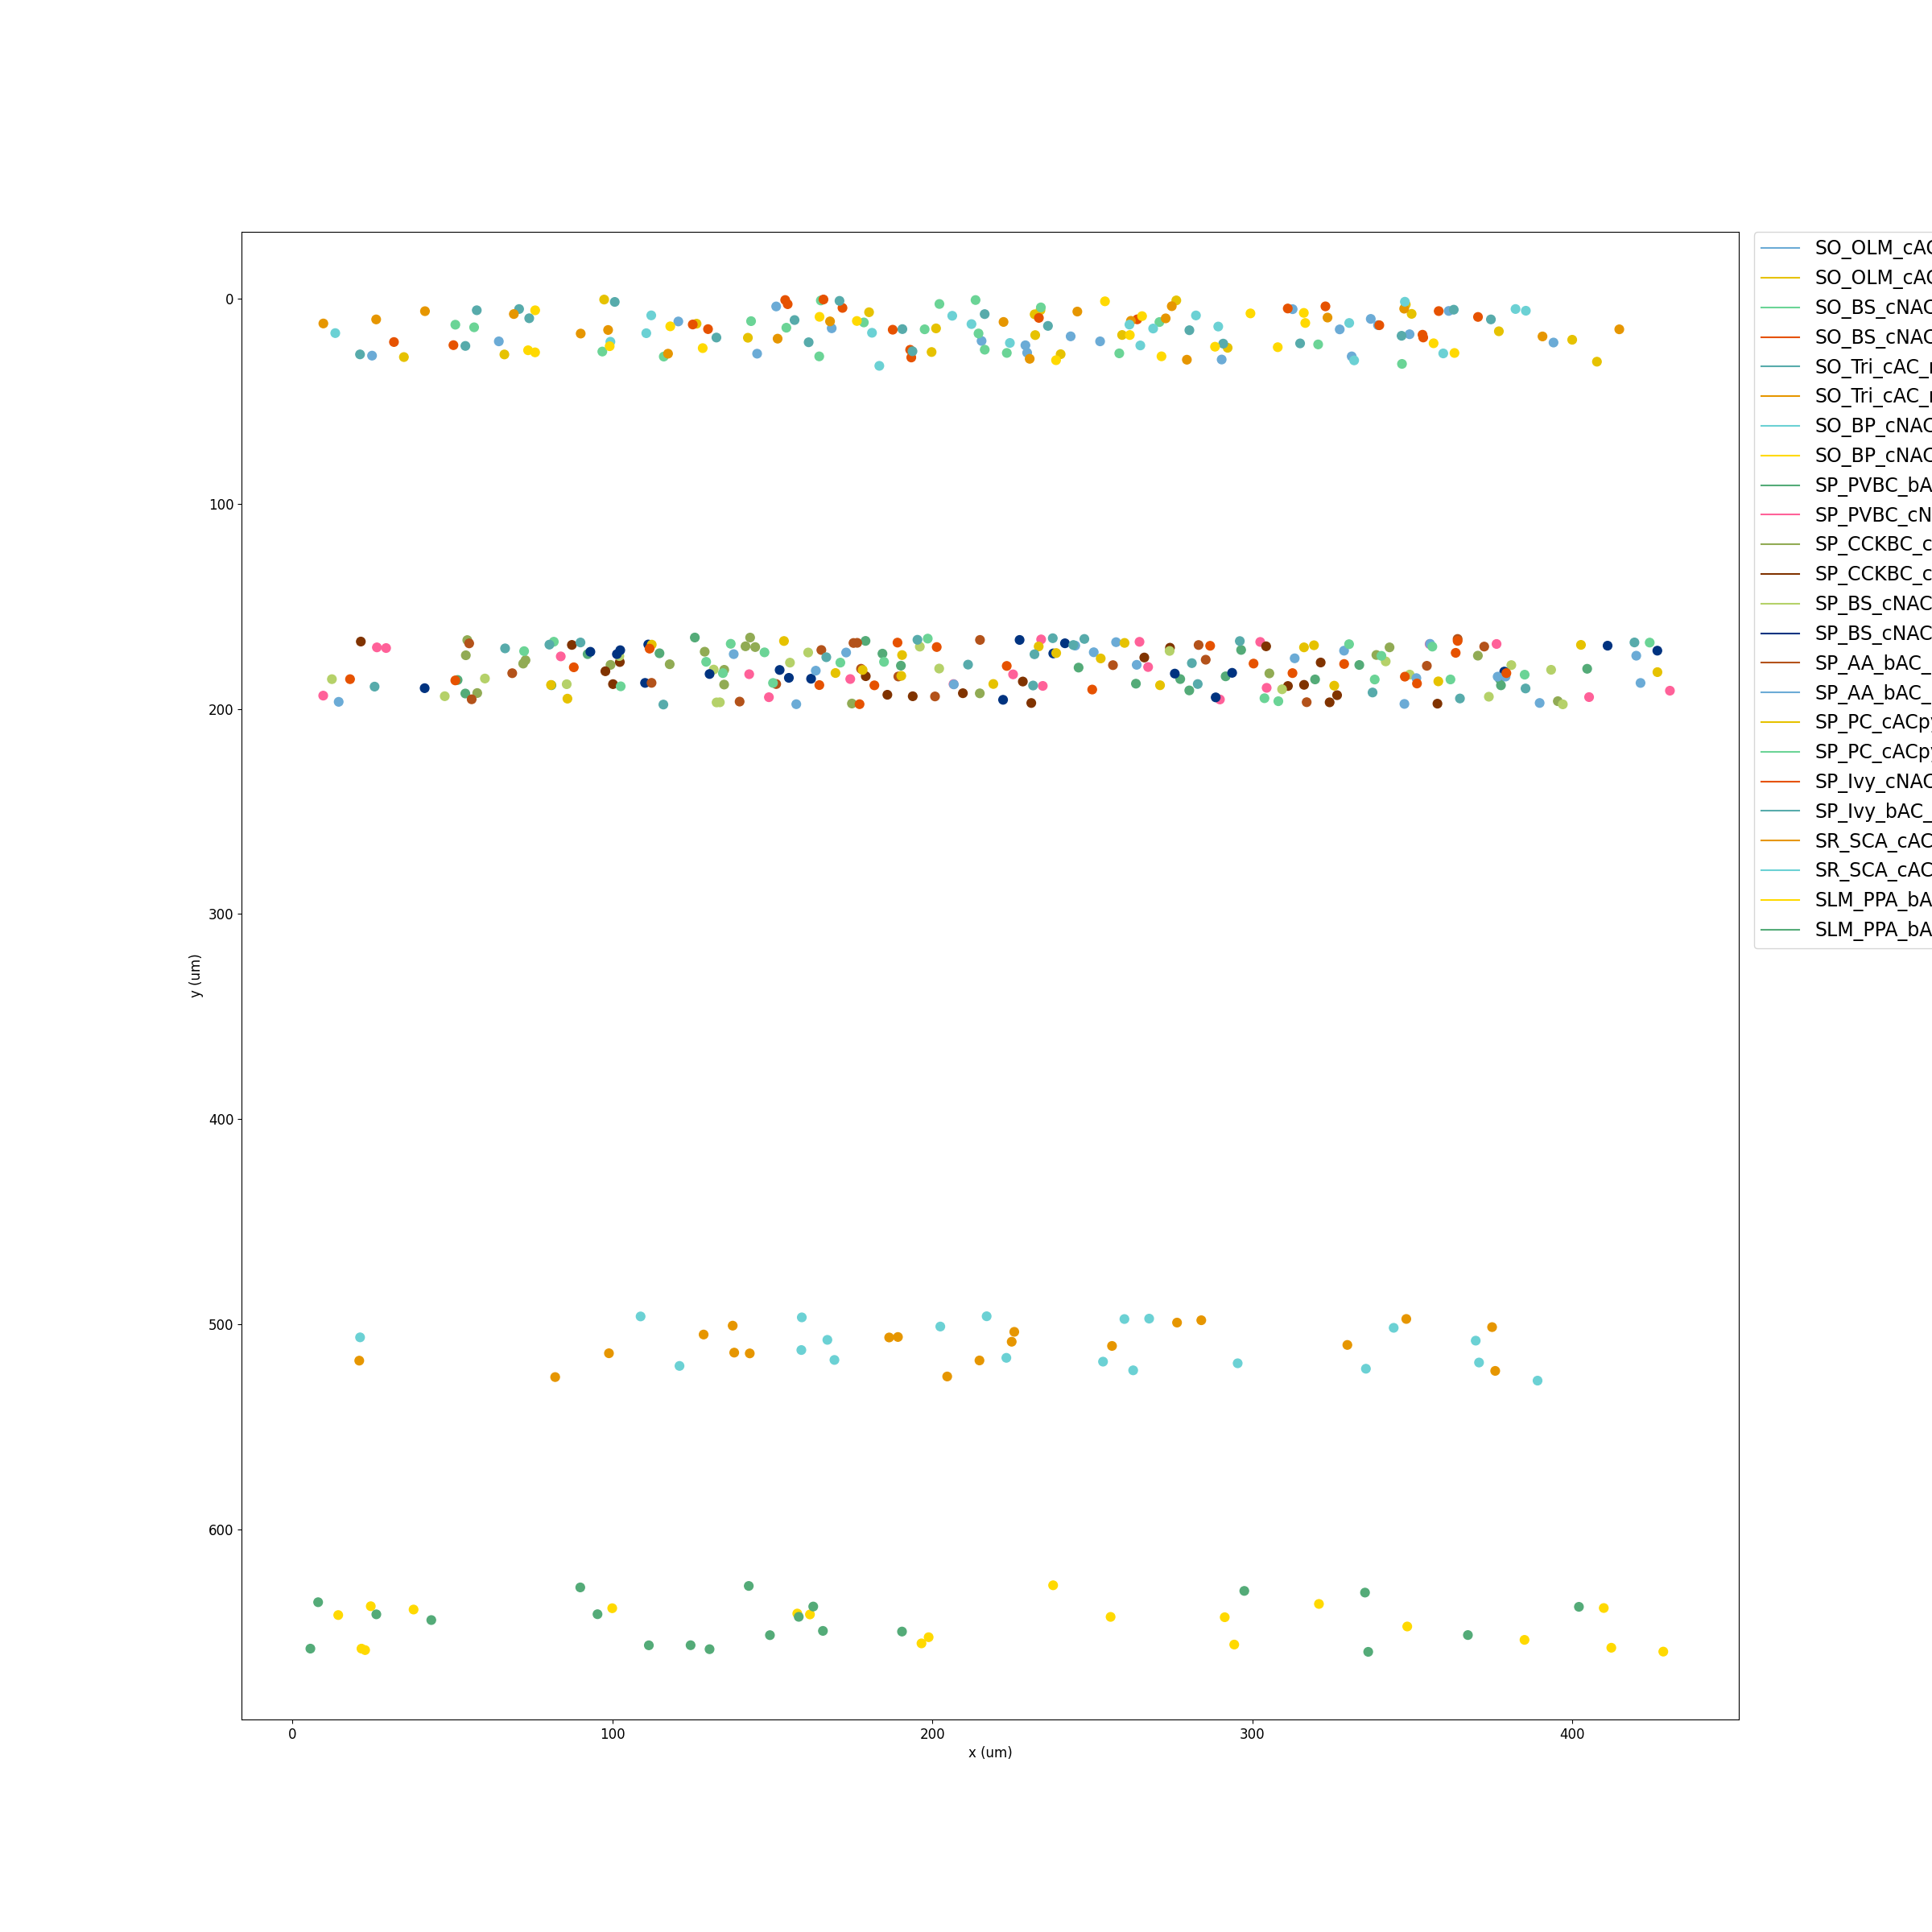 0
100
200
300
400
500
600
y (um)
0
100
200
300
400
x (um)
SO_OLM_cAC
SO_OLM_cAC
SO_BS_cNAC
SO_BS_cNAC
SO_Tri_cAC_
SO_Tri_cAC_
SO_BP_cNAC
SO_BP_cNAC
SP_PVBC_bA
SP_PVBC_cN
SP_CCKBC_c
SP_CCKBC_c
SP_BS_cNAC
SP_BS_cNAC
SP_AA_bAC_
SP_AA_bAC_
SP_PC_cACp
SP_PC_cACp
SP_Ivy_cNAC
SP_Ivy_bAC_
SR_SCA_cAC
SR_SCA_cAC
SLM_PPA_bA
SLM_PPA_bA